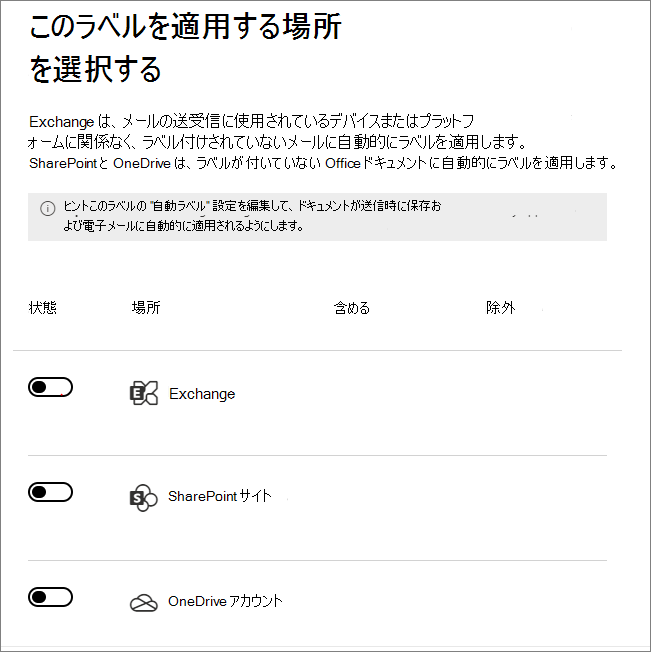 このラベルを適用する場所
を選択する
Exchange は、メールの送受信に使用されているデバイスまたはプラットフ
ォームに関係なく、ラベル付けされていないメールに自動的にラベルを適用します。
SharePointと OneDrive は、ラベルが付いていない Officeドキュメントに自動的にラベルを適用します。
ヒントこのラベルの "自動ラベル" 設定を編集して、ドキュメントが送信時に保存お
よび電子メールに自動的に適用されるようにします。
状態 場所 含める 除外
Exchange
SharePointサイト
OneDrive アカウント